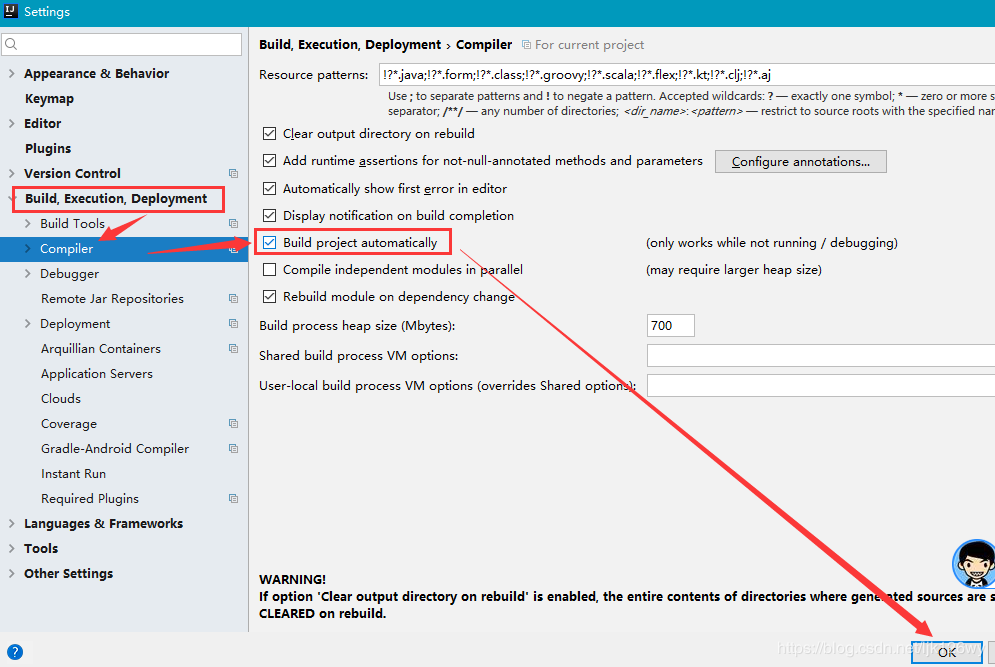 Settings
Appearance & Behavior
Keymap
Editor
Plugins
Version Control
Build, Execution, Deployment
Build Tools
Compiler
Debugger
Remote Jar Repositories
Deployment
Arquillian Containers
Application Servers
Clouds
Coverage
Gradle-Android Compiler
Instant Run
Required Plugins
Languages & Frameworks
Tools
Other Settings
Build, Execution, Deployment › Compiler For current project
Resource patterns: !?*.java;!?*.form;!?*.class;!?*.groovy;!?*.scala;!?*.flex;!?*.kt;!?*.clj;!?*.aj
Use ; to separate patterns and ! to negate a pattern. Accepted wildcards: ? — exactly one symbol; * — zero or more s
separator; /**/ — any number of directories; <dir_name>:<pattern> — restrict to source roots with the specified nam
Clear output directory on rebuild
Add runtime assertions for not-null-annotated methods and parameters Configure annotations...
Automatically show first error in editor
Display notification on build completion
Build project automatically (only works while not running / debugging)
Compile independent modules in parallel (may require larger heap size)
Rebuild module on dependency change
Build process heap size (Mbytes): 700
Shared build process VM options:
User-local build process VM options (overrides Shared options):
WARNING!
If option 'Clear output directory on rebuild' is enabled, the entire contents of directories where generated sources are s
CLEARED on rebuild.
? OK